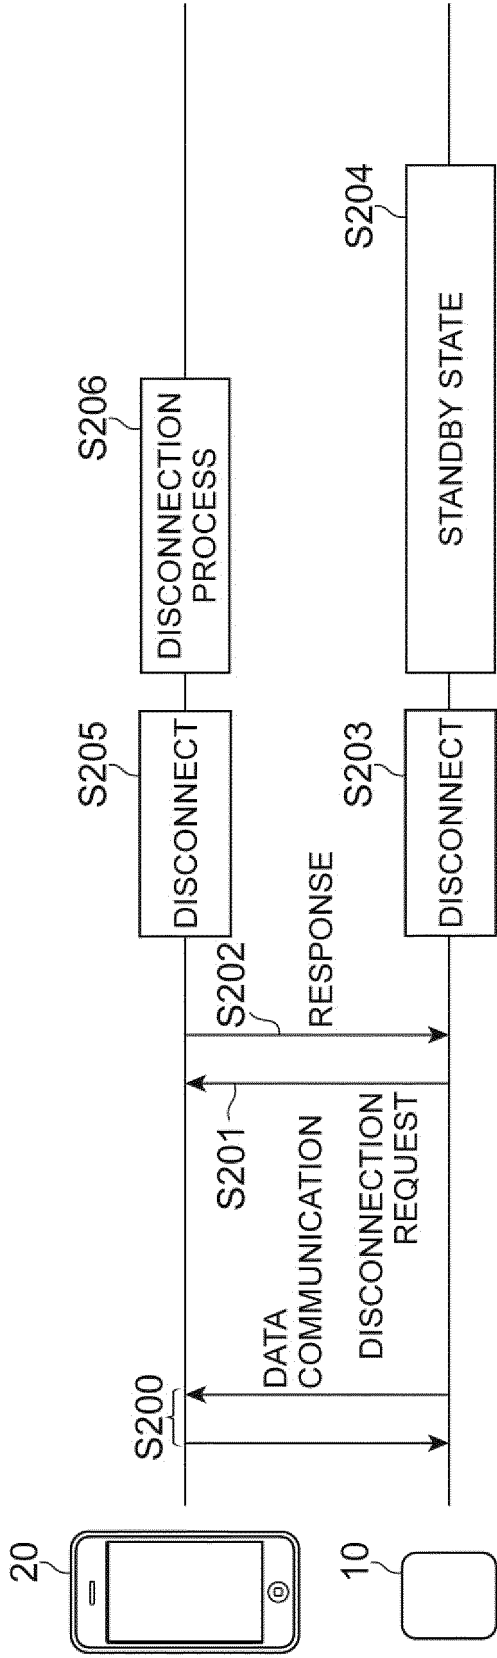 20
10
S200
DATA
COMMUNICATION
S201
DISCONNECTION
REQUEST
S202
RESPONSE
S205
DISCONNECT
S203
DISCONNECT
S206
DISCONNECTION
PROCESS
S204
STANDBY STATE